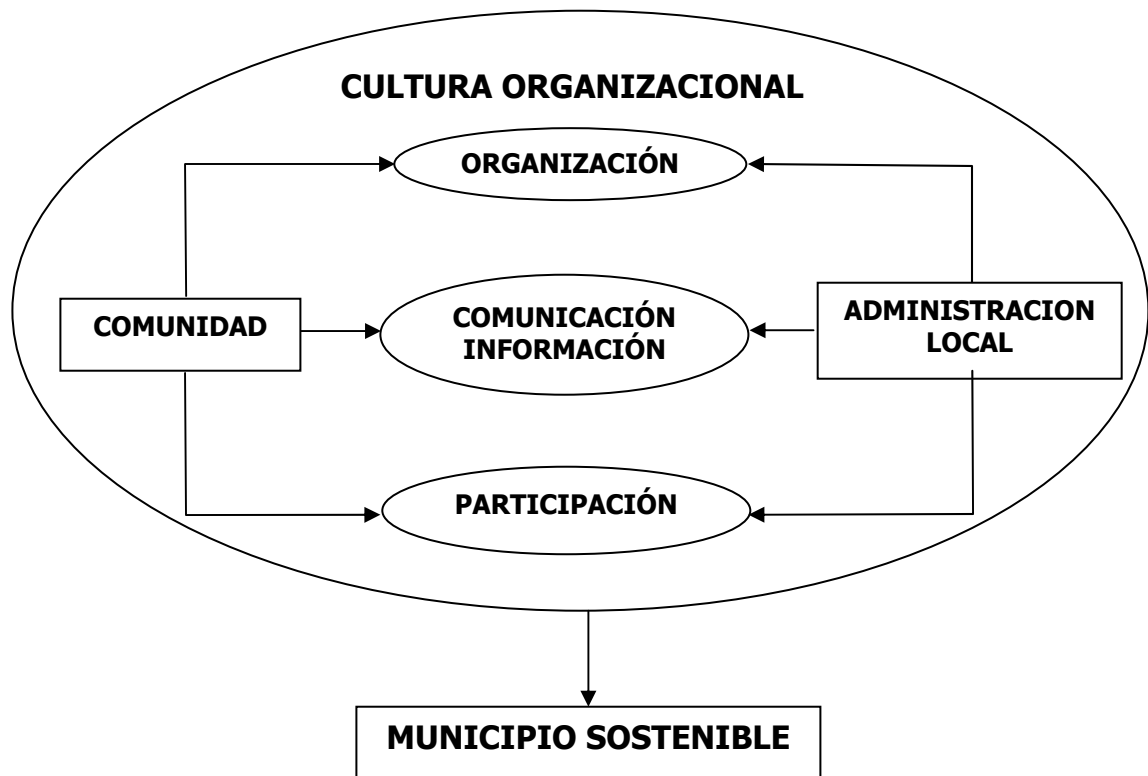 CULTURA ORGANIZACIONAL
ORGANIZACIÓN
COMUNIDAD
COMUNICACIÓN
INFORMACIÓN
ADMINISTRACION
LOCAL
PARTICIPACIÓN
MUNICIPIO SOSTENIBLE